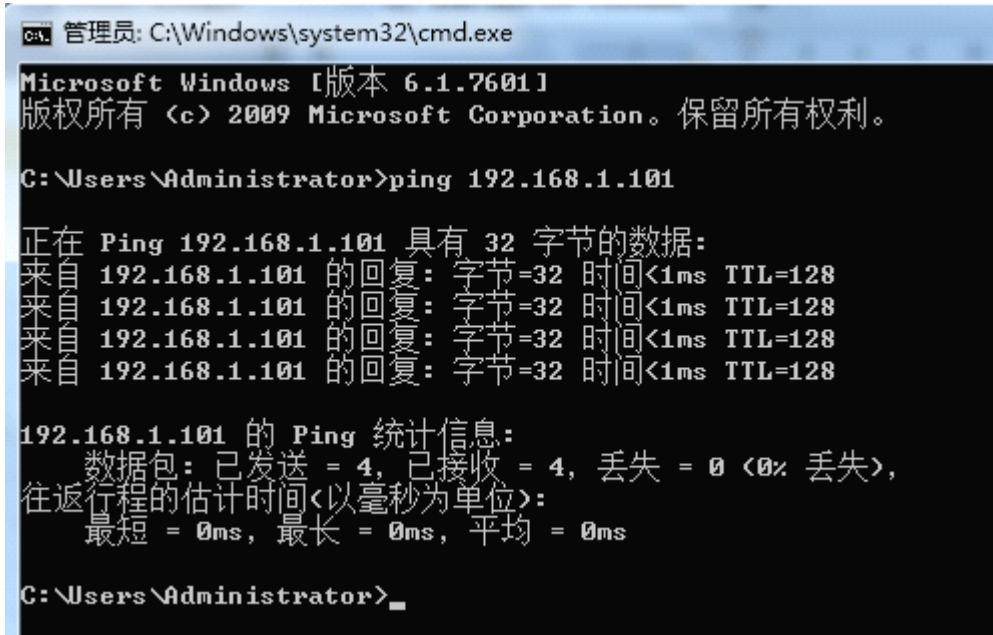 管理员: C:\Windows\system32\cmd.exe
Microsoft Windows [版本 6.1.7601]
版权所有 (c) 2009 Microsoft Corporation。保留所有权利。
C:\Users\Administrator>ping 192.168.1.101
正在 Ping 192.168.1.101 具有 32 字节的数据:
来自 192.168.1.101 的回复: 字节=32 时间<1ms TTL=128
来自 192.168.1.101 的回复: 字节=32 时间<1ms TTL=128
来自 192.168.1.101 的回复: 字节=32 时间<1ms TTL=128
来自 192.168.1.101 的回复: 字节=32 时间<1ms TTL=128
192.168.1.101 的 Ping 统计信息:
数据包: 已发送 = 4, 已接收 = 4, 丢失 = 0 (0% 丢失),
往返行程的估计时间(以毫秒为单位):
最短 = 0ms, 最长 = 0ms, 平均 = 0ms
C:\Users\Administrator>_